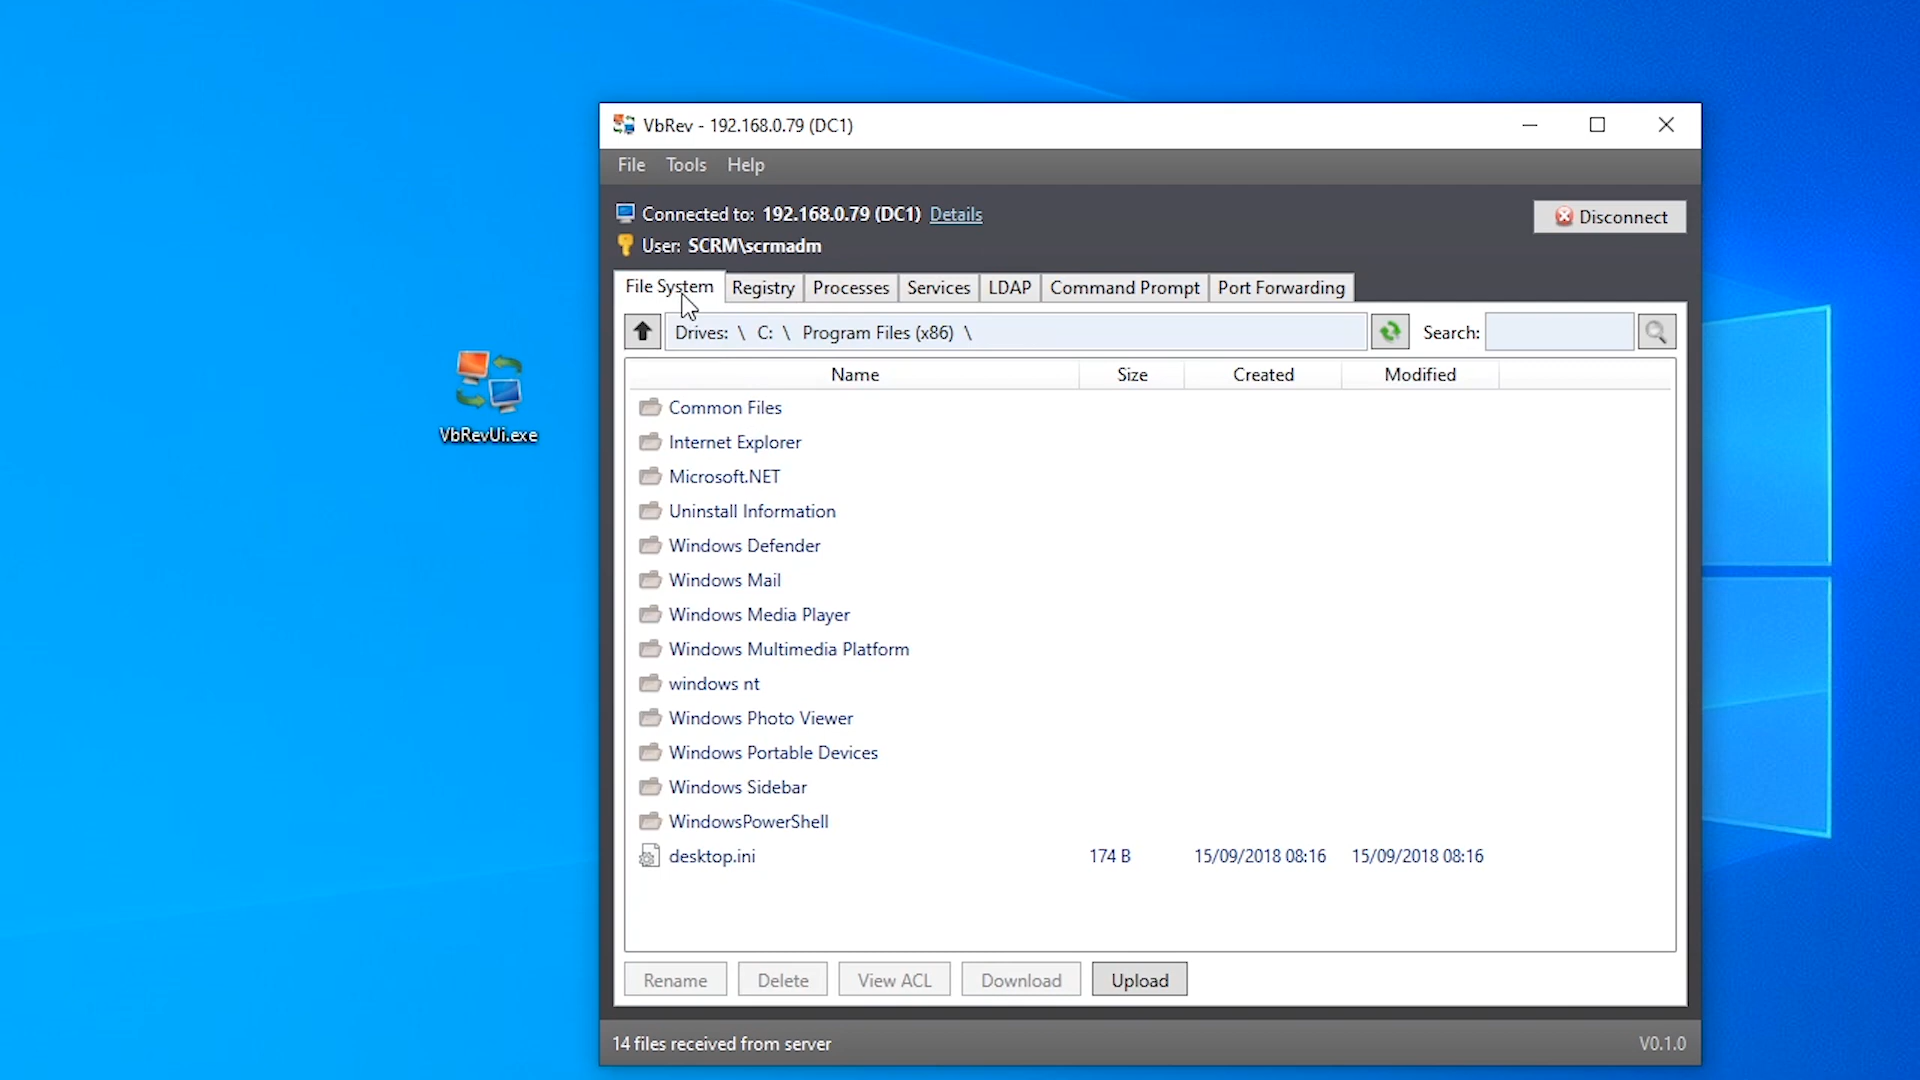 VbRev - 192.168.0.79 (DC1)
File Tools Help
Connected to: 192.168.0.79 (DC1) Details
Disconnect
User: SCRM\scrmadm
File System Registry Processes Services LDAP Command Prompt Port Forwarding
Drives: \ C: \ Program Files (x86) \
Search:
Name Size Created Modified
Common Files
VbRevUi.exe
Internet Explorer
Microsoft.NET
Uninstall Information
Windows Defender
Windows Mail
Windows Media Player
Windows Multimedia Platform
windows nt
Windows Photo Viewer
Windows Portable Devices
Windows Sidebar
WindowsPowerShell
desktop.ini 174 B 15/09/2018 08:16 15/09/2018 08:16
Rename Delete View ACL Download Upload
14 files received from server
V0.1.0